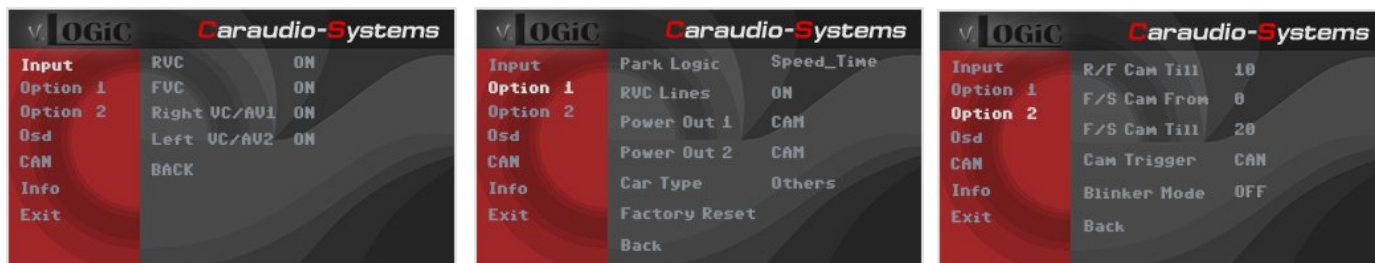 V. LOGiC Caraudio-Systems
Input RVC ON
Option 1 FVC ON
Option 2 Right VC/AV1 ON
Osd Left VC/AV2 ON
CAN BACK
Info
Exit
V. LOGiC Caraudio-Systems
Input Park Logic Speed_Time
Option 1 RVC Lines ON
Option 2 Power Out 1 CAM
Osd Power Out 2 CAM
CAN Car Type Others
Info Factory Reset
Exit Back
V. LOGiC Caraudio-Systems
Input R/F Cam Till 10
Option 1 F/S Cam From 0
Option 2 F/S Cam Till 20
Osd Cam Trigger CAN
CAN Blinker Mode OFF
Info Back
Exit